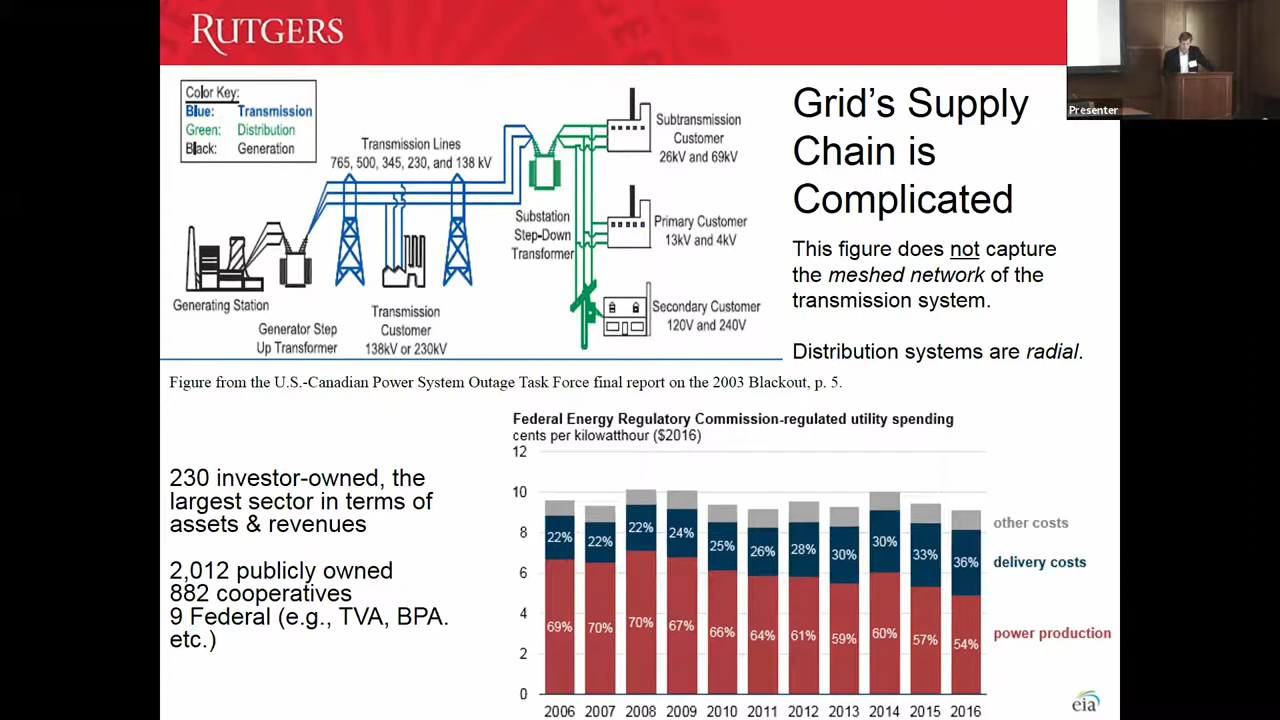 RUTGERS
Presenter
Color Key:
Blue: Transmission
Green: Distribution
Black: Generation
Transmission Lines
765, 500, 345, 230, and 138 kV
Subtransmission
Customer
26kV and 69kV
Substation
Step-Down
Transformer
Primary Customer
13kV and 4kV
Generating Station
Generator Step
Up Transformer
Transmission
Customer
138kV or 230kV
Secondary Customer
120V and 240V
Grid's Supply
Chain is
Complicated
This figure does not capture
the meshed network of the
transmission system.
Distribution systems are radial.
Figure from the U.S.-Canadian Power System Outage Task Force final report on the 2003 Blackout, p. 5.
230 investor-owned, the
largest sector in terms of
assets & revenues
2,012 publicly owned
882 cooperatives
9 Federal (e.g., TVA, BPA.
etc.)
Federal Energy Regulatory Commission-regulated utility spending
cents per kilowatthour ($2016)
12
10
8
6
4
2
0
22% 22% 22% 24% 25% 26% 28% 30% 30% 33% 36%
69% 70% 70% 67% 66% 64% 61% 59% 60% 57% 54%
2006 2007 2008 2009 2010 2011 2012 2013 2014 2015 2016
other costs
delivery costs
power production
eia